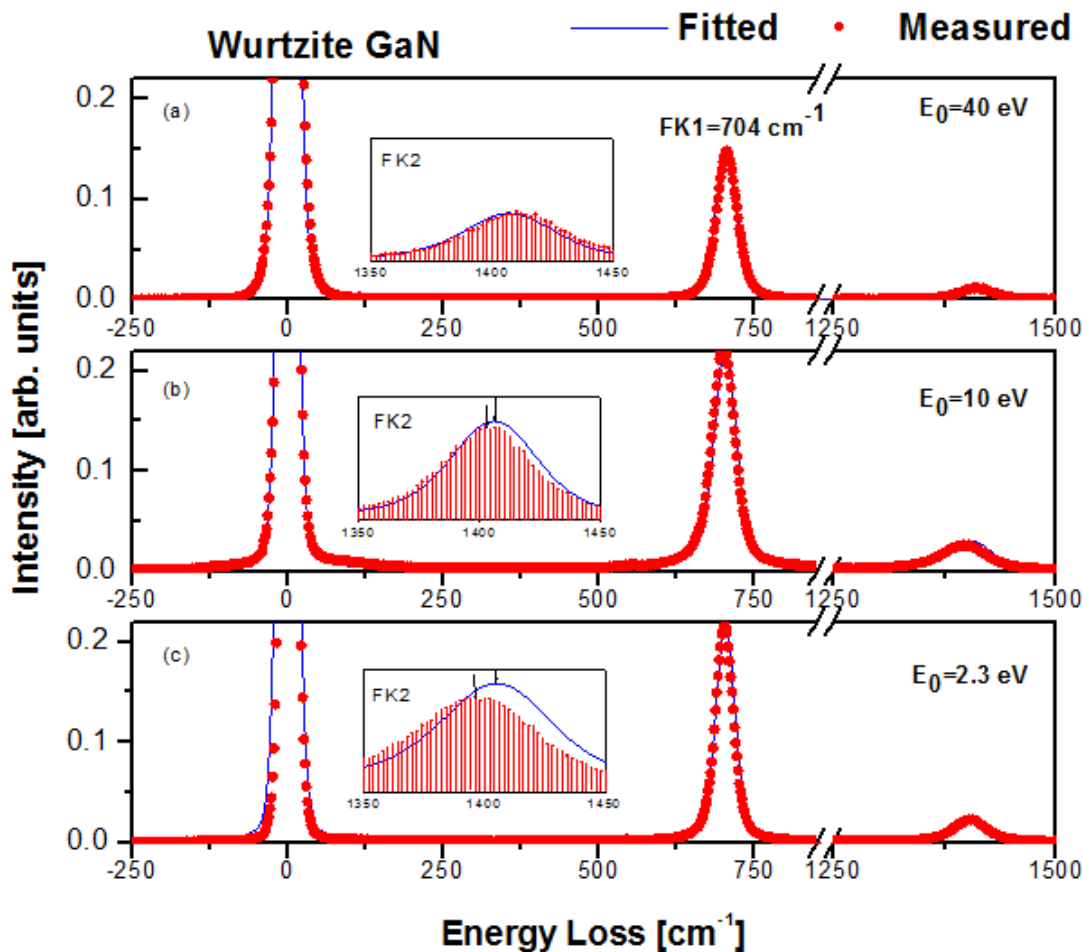 Fitted Measured
Wurtzite GaN
Intensity [arb. units]
0.2
0.1
0.0
(a)
FK1=704 cm-1
E0=40 eV
FK2
1350 1400 1450
-250 0 250 500 750 1250 1500
0.2
0.1
0.0
(b)
E0=10 eV
FK2
1350 1400 1450
-250 0 250 500 750 1250 1500
0.2
0.1
0.0
(c)
E0=2.3 eV
FK2
1350 1400 1450
-250 0 250 500 750 1250 1500
Energy Loss [cm-1]